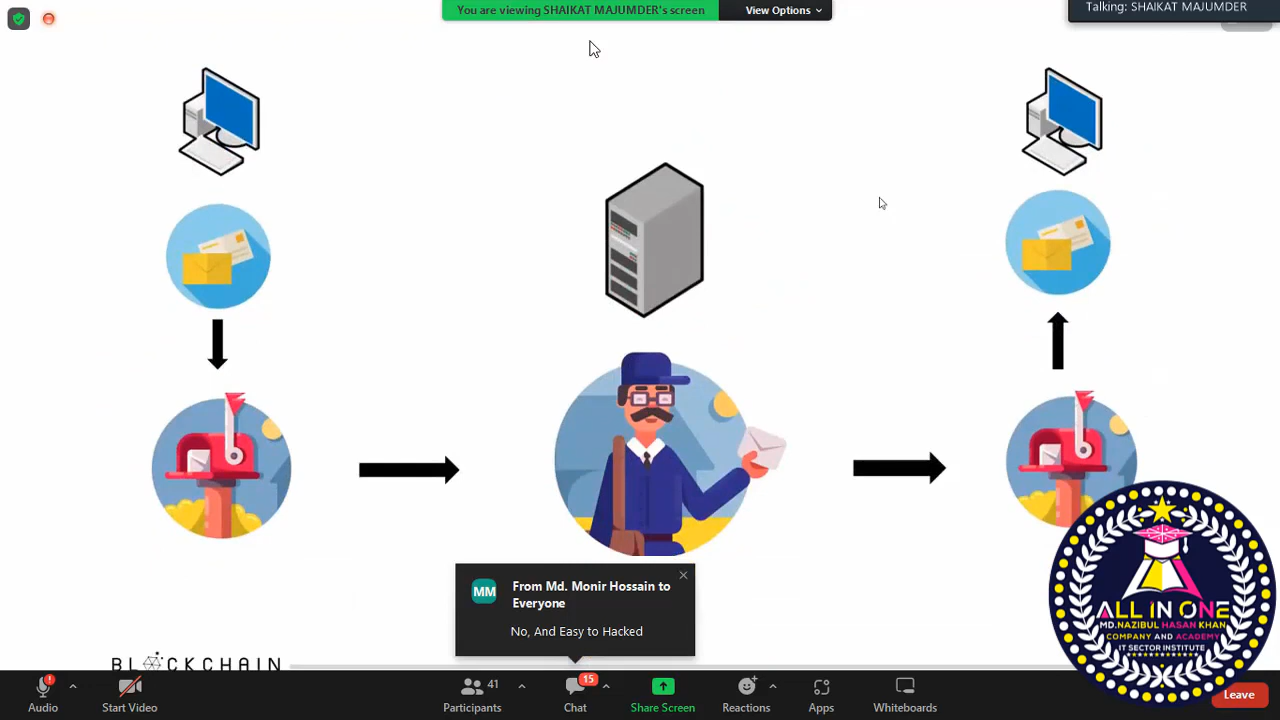 You are viewing SHAIKAT MAJUMDER's screen
View Options
Talking: SHAIKAT MAJUMDER
MM
From Md. Monir Hossain to
Everyone
No, And Easy to Hacked
BLOCKCHAIN
ALL IN ONE
MD.NAZIBUL HASAN KHAN
COMPANY AND ACADEMY
IT SECTOR INSTITUTE
41
15
Audio
Start Video
Participants
Chat
Share Screen
Reactions
Apps
Whiteboards
Leave